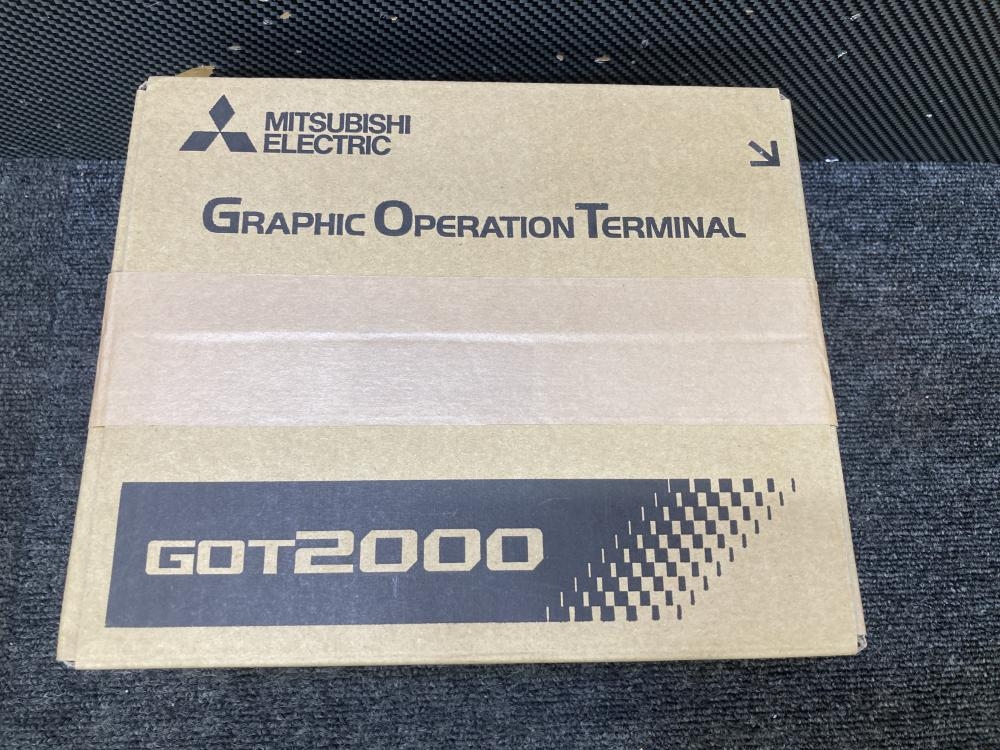 MITSUBISHI
ELECTRIC
GRAPHIC OPERATION TERMINAL
GOT2000